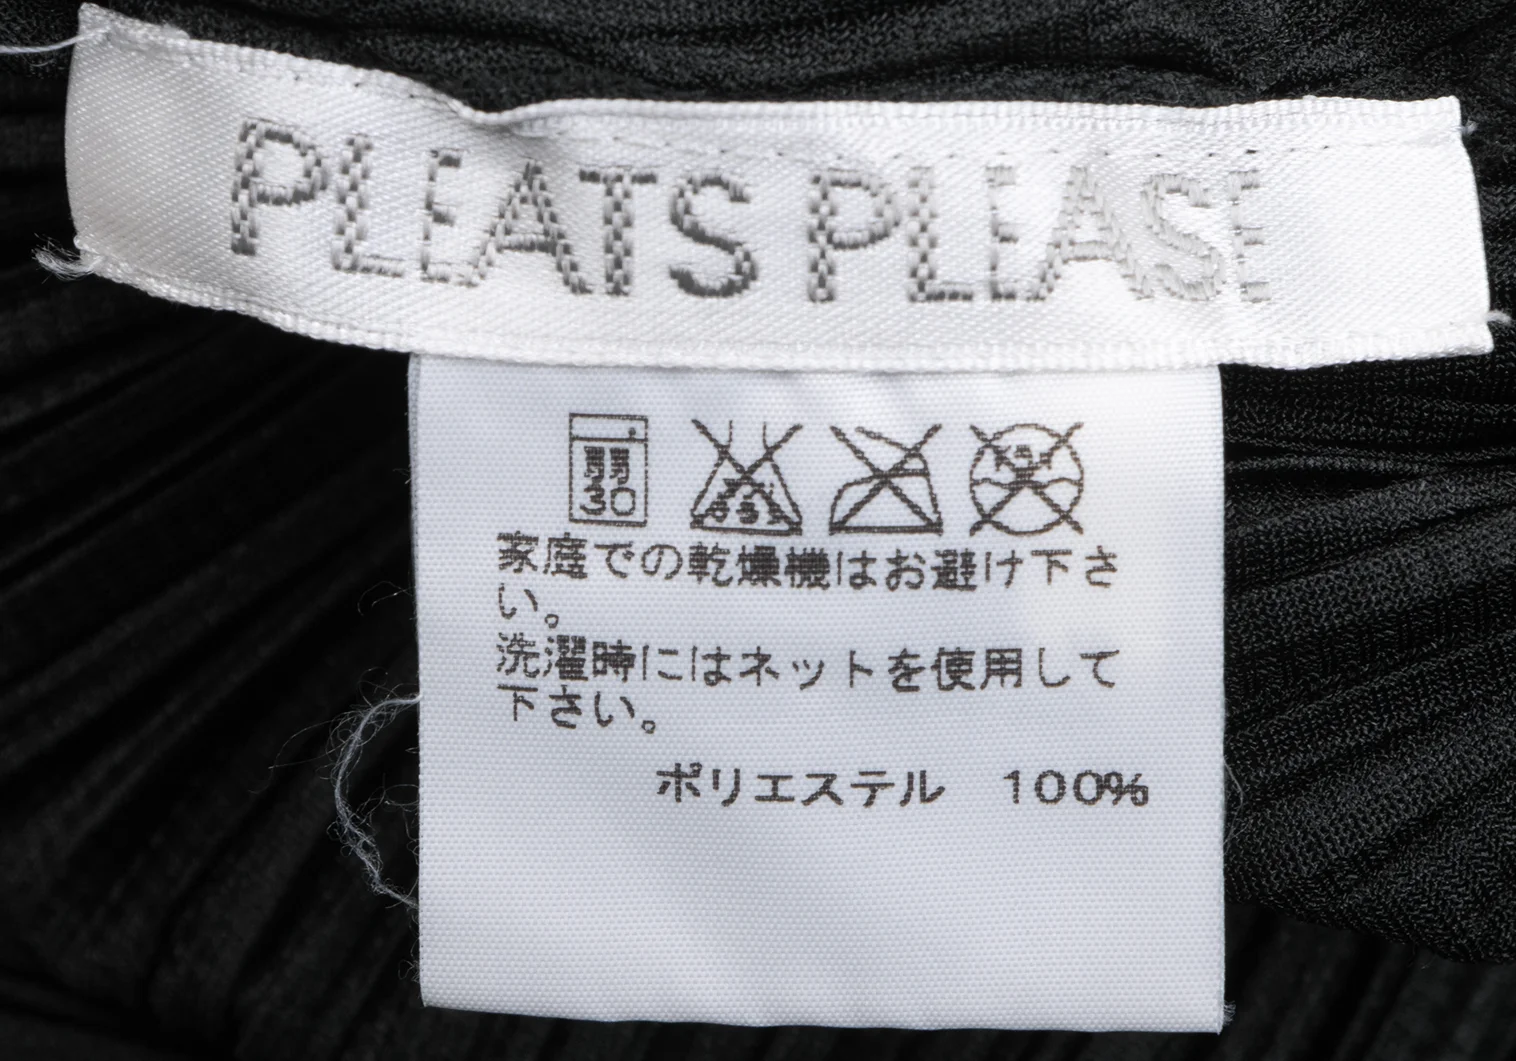 PLEATS PLEASE
弱 30
家庭での乾燥機はお避け下さ
い。
洗濯時にはネットを使用して
下さい。
ポリエステル 100%